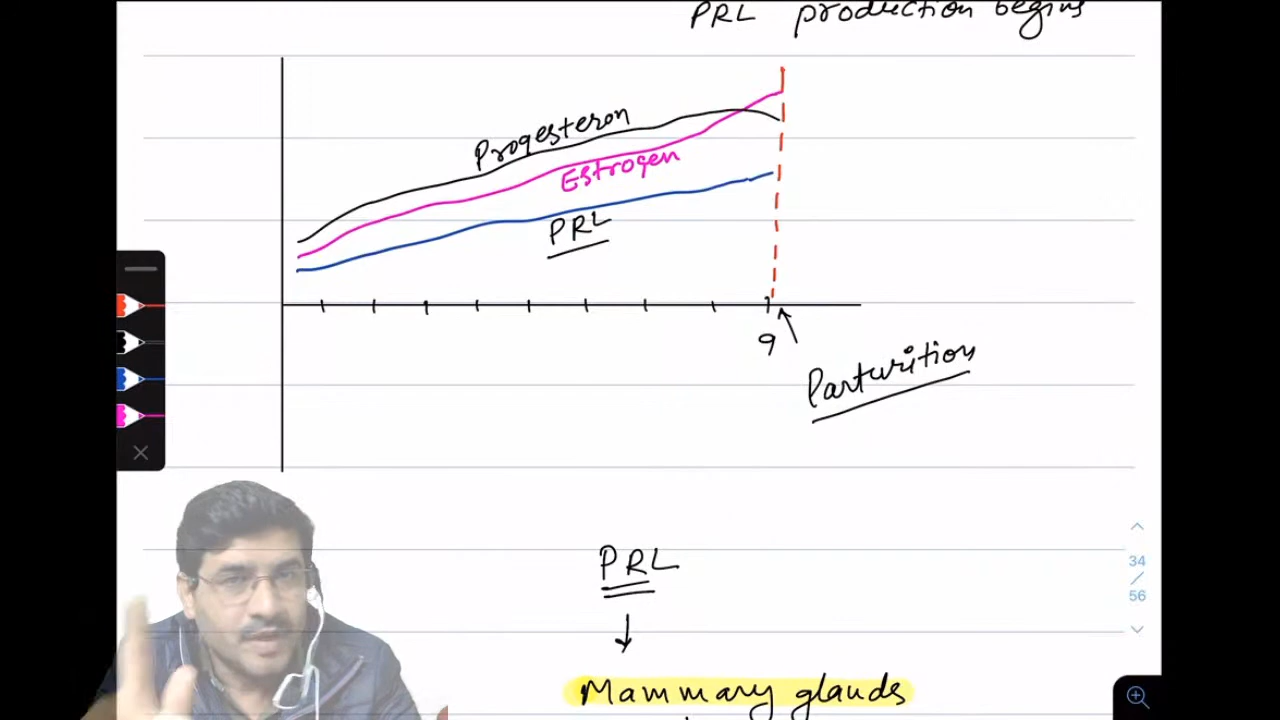 PRL production begins
Progesteron
Estrogen
PRL
9
Parturition
PRL
Mammary glands
34
/
56